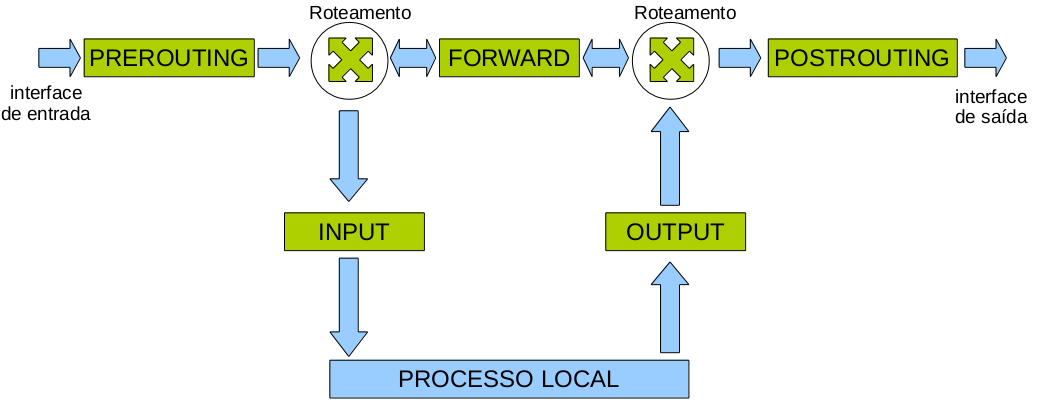 Roteamento
Roteamento
PREROUTING
FORWARD
POSTROUTING
interface
de entrada
interface
de saída
INPUT
OUTPUT
PROCESSO LOCAL